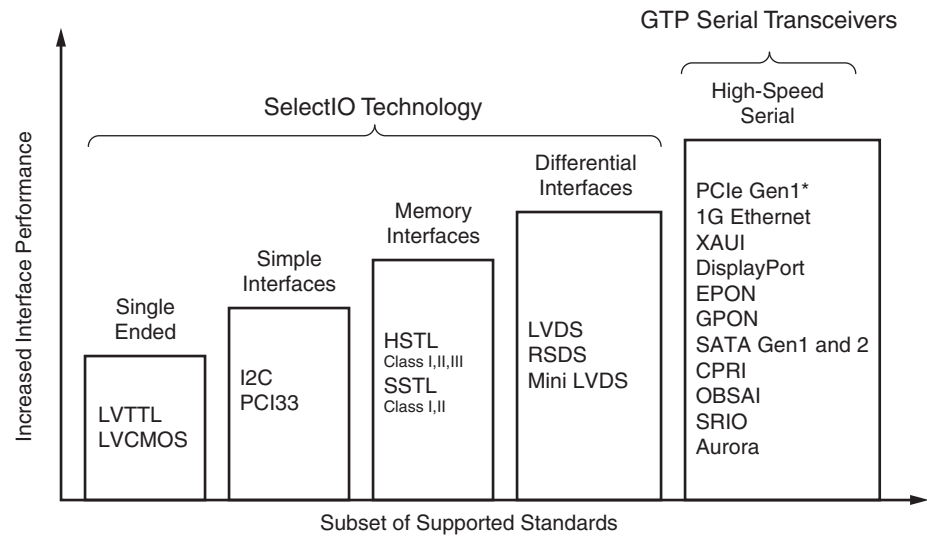 GTP Serial Transceivers
High-Speed
Serial
SelectIO Technology
Differential
Interfaces
Memory
Interfaces
Simple
Interfaces
Single
Ended
Increased Interface Performance
LVTTL
LVCMOS
I2C
PCI33
HSTL
Class I,II,III
SSTL
Class I,II
LVDS
RSDS
Mini LVDS
PCIe Gen1*
1G Ethernet
XAUI
DisplayPort
EPON
GPON
SATA Gen1 and 2
CPRI
OBSAI
SRIO
Aurora
Subset of Supported Standards